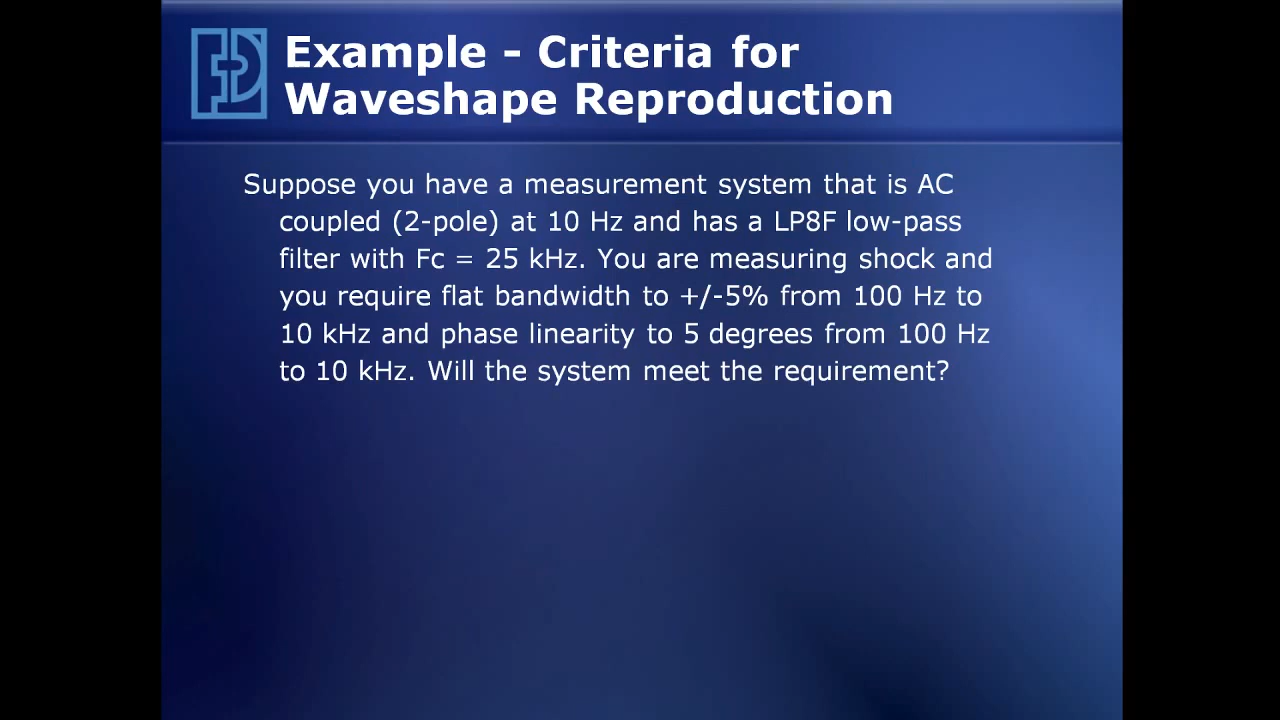 Example - Criteria for
Waveshape Reproduction
Suppose you have a measurement system that is AC
coupled (2-pole) at 10 Hz and has a LP8F low-pass
filter with Fc = 25 kHz. You are measuring shock and
you require flat bandwidth to +/-5% from 100 Hz to
10 kHz and phase linearity to 5 degrees from 100 Hz
to 10 kHz. Will the system meet the requirement?